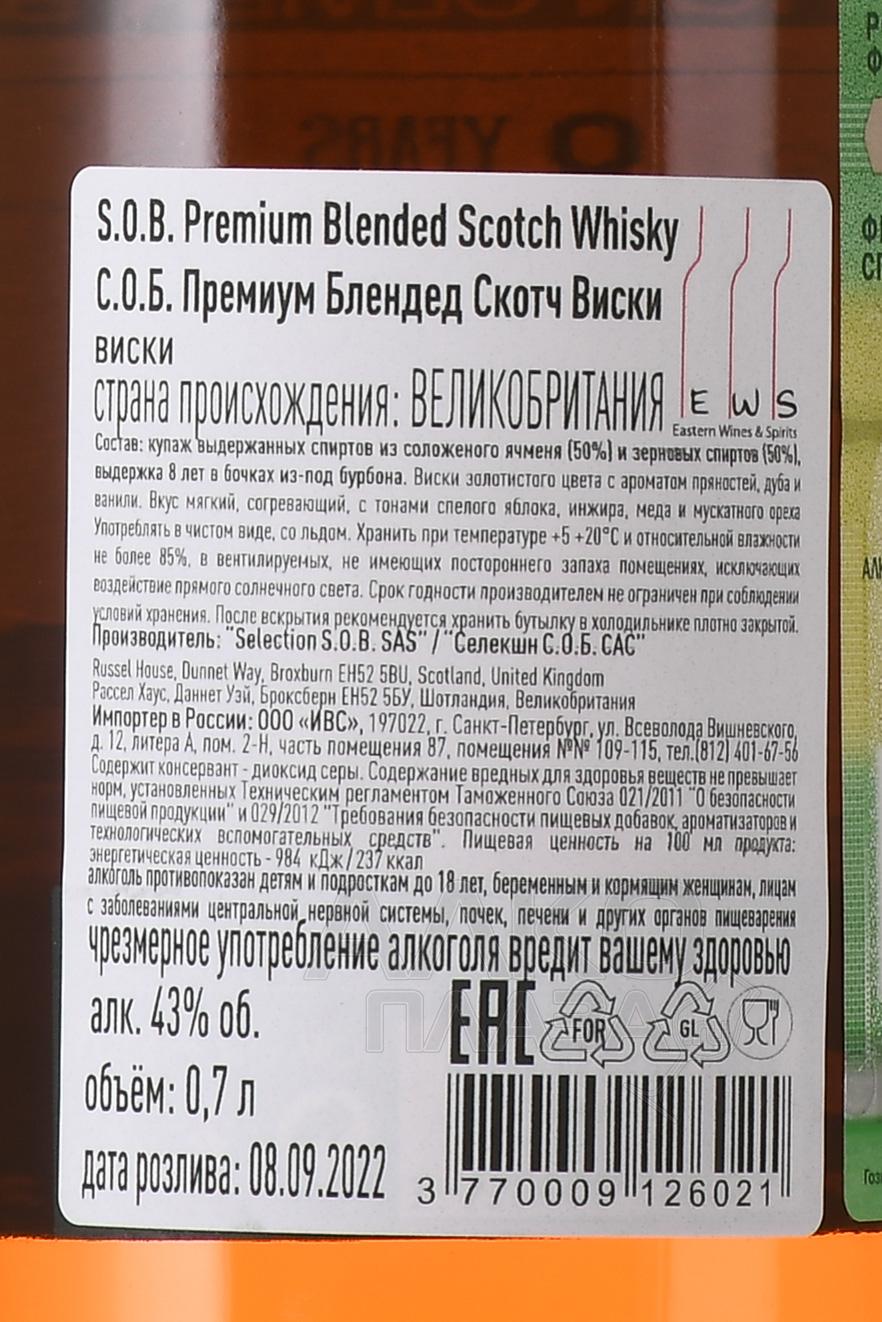 YEARS
S.O.B. Premium Blended Scotch Whisky
С.О.Б. Премиум Блендед Скотч Виски
виски
страна происхождения: ВЕЛИКОБРИТАНИЯ
E W S
Eastern Wines & Spirits
Состав: купаж выдержанных спиртов из соложеного ячменя (50%) и зерновых спиртов (50%),
выдержка 8 лет в бочках из-под бурбона. Виски золотистого цвета с ароматом пряностей, дуба и
ванили. Вкус мягкий, согревающий, с тонами спелого яблока, инжира, меда и мускатного ореха
Употреблять в чистом виде, со льдом. Хранить при температуре +5 +20°С и относительной влажности
не более 85%, в вентилируемых, не имеющих постороннего запаха помещениях, исключающих
воздействие прямого солнечного света. Срок годности производителем не ограничен при соблюдении
условий хранения. После вскрытия рекомендуется хранить бутылку в холодильнике плотно закрытой.
Производитель: "Selection S.O.B. SAS" / "Селекшн С.О.Б. САС"
Russel House, Dunnet Way, Broxburn EH52 5BU, Scotland, United Kingdom
Рассел Хаус, Даннет Уэй, Броксберн ЕН52 5БУ, Шотландия, Великобритания
Импортер в России: ООО «ИВС», 197022, г. Санкт-Петербург, ул. Всеволода Вишневского,
д. 12, литера А, пом. 2-Н, часть помещения 87, помещения №№ 109-115, тел.(812) 401-67-56
Содержит консервант - диоксид серы. Содержание вредных для здоровья веществ не превышает
норм, установленных Техническим регламентом Таможенного Союза 021/2011 "О безопасности
пищевой продукции" и 029/2012 "Требования безопасности пищевых добавок, ароматизаторов и
технологических вспомогательных средств". Пищевая ценность на 100 мл продукта:
энергетическая ценность - 984 кДж/237 ккал
алкоголь противопоказан детям и подросткам до 18 лет, беременным и кормящим женщинам, лицам
с заболеваниями центральной нервной системы, почек, печени и других органов пищеварения
чрезмерное употребление алкоголя вредит вашему здоровью
алк. 43% об.
EAC
FOR
GL
объём: 0,7 л
дата розлива: 08.09.2022
3 770009 126021
АЛКО
ПЛАЗА